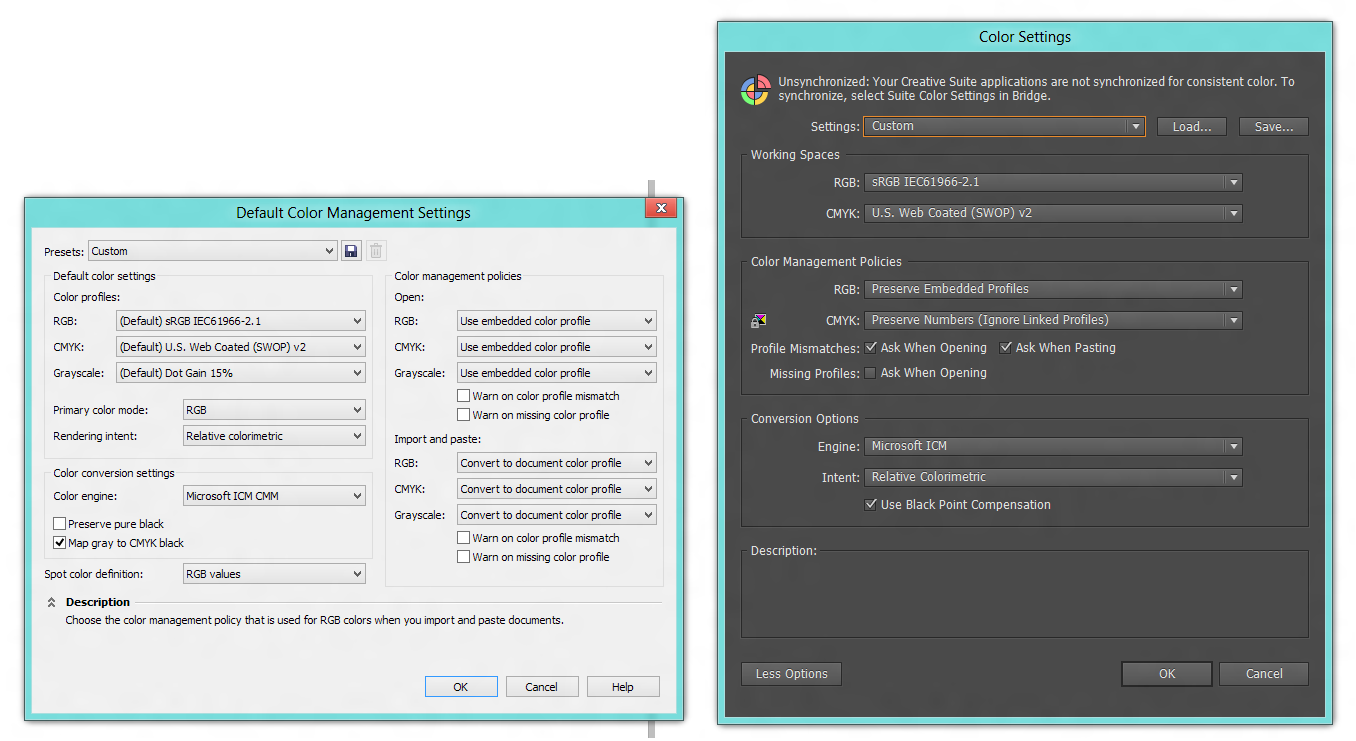 Default Color Management Settings
Presets: Custom
Default color settings
Color profiles:
RGB: (Default) sRGB IEC61966-2.1
CMYK: (Default) U.S. Web Coated (SWOP) v2
Grayscale: (Default) Dot Gain 15%
Primary color mode: RGB
Rendering intent: Relative colorimetric
Color conversion settings
Color engine: Microsoft ICM CMM
Preserve pure black
Map gray to CMYK black
Spot color definition: RGB values
Color management policies
Open:
RGB: Use embedded color profile
CMYK: Use embedded color profile
Grayscale: Use embedded color profile
Warn on color profile mismatch
Warn on missing color profile
Import and paste:
RGB: Convert to document color profile
CMYK: Convert to document color profile
Grayscale: Convert to document color profile
Warn on color profile mismatch
Warn on missing color profile
Description
Choose the color management policy that is used for RGB colors when you import and paste documents.
OK Cancel Help
Color Settings
Unsynchronized: Your Creative Suite applications are not synchronized for consistent color. To
synchronize, select Suite Color Settings in Bridge.
Settings: Custom Load... Save...
Working Spaces
RGB: sRGB IEC61966-2.1
CMYK: U.S. Web Coated (SWOP) v2
Color Management Policies
RGB: Preserve Embedded Profiles
CMYK: Preserve Numbers (Ignore Linked Profiles)
Profile Mismatches: Ask When Opening Ask When Pasting
Missing Profiles: Ask When Opening
Conversion Options
Engine: Microsoft ICM
Intent: Relative Colorimetric
Use Black Point Compensation
Description:
Less Options OK Cancel